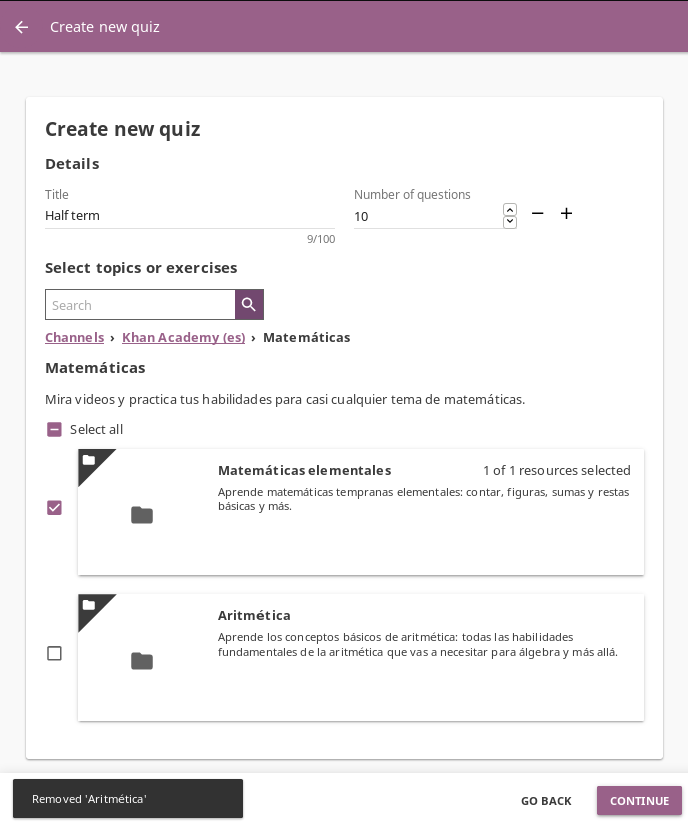 Create new quiz
Create new quiz
Details
Title
Number of questions
Half term
10
9/100
Select topics or exercises
Search
Channels › Khan Academy (es) › Matemáticas
Matemáticas
Mira videos y practica tus habilidades para casi cualquier tema de matemáticas.
Select all
Matemáticas elementales
1 of 1 resources selected
Aprende matemáticas tempranas elementales: contar, figuras, sumas y restas
básicas y más.
Aritmética
Aprende los conceptos básicos de aritmética: todas las habilidades
fundamentales de la aritmética que vas a necesitar para álgebra y más allá.
Removed 'Aritmética'
GO BACK
CONTINUE